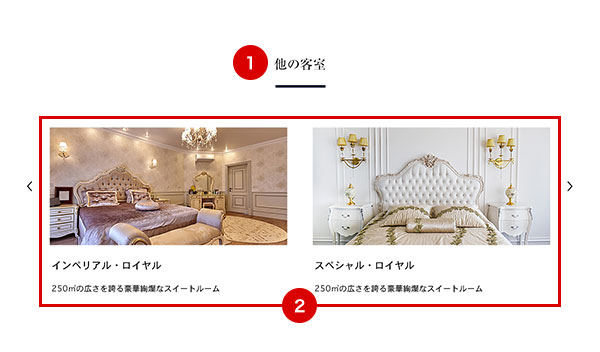 1 他の客室
インペリアル・ロイヤル
250㎡の広さを誇る豪華絢爛なスイートルーム
スペシャル・ロイヤル
250㎡の広さを誇る豪華絢爛なスイートルーム
2